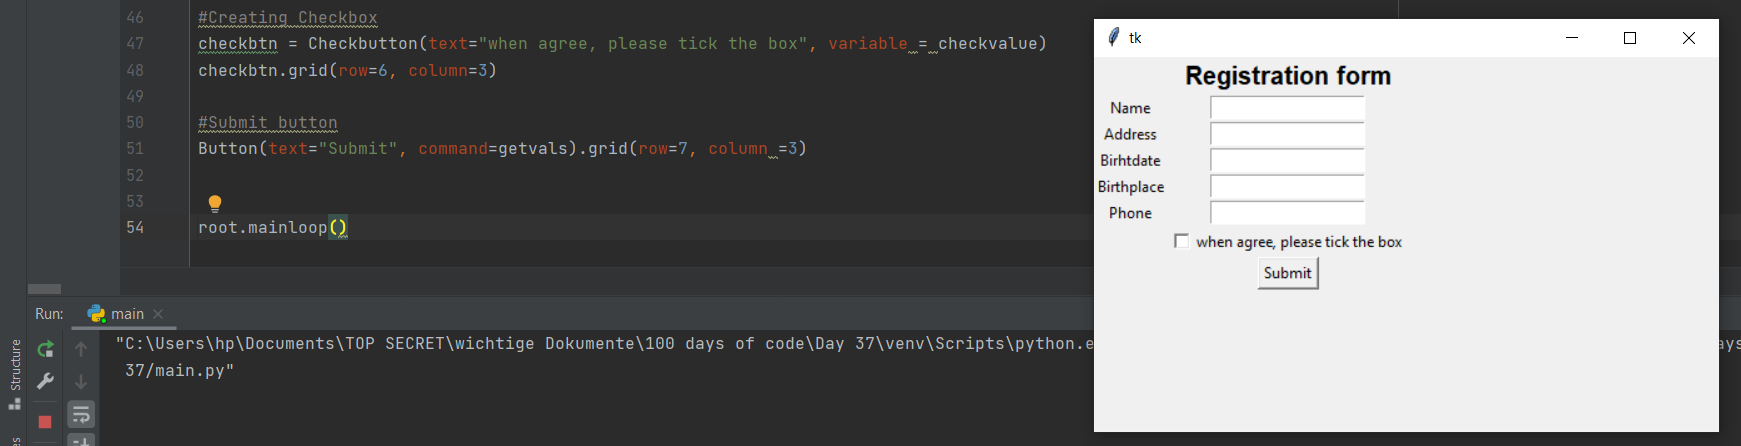 46 #Creating Checkbox
47 checkbtn = Checkbutton(text="when agree, please tick the box", variable = checkvalue)
48 checkbtn.grid(row=6, column=3)
49
50 #Submit button
51 Button(text="Submit", command=getvals).grid(row=7, column =3)
52
53
54 root.mainloop()
Run: main
"C:\Users\hp\Documents\TOP SECRET\wichtige Dokumente\100 days of code\Day 37\venv\Scripts\python.e
37/main.py"
Structure
tk
Registration form
Name
Address
Birhtdate
Birthplace
Phone
when agree, please tick the box
Submit